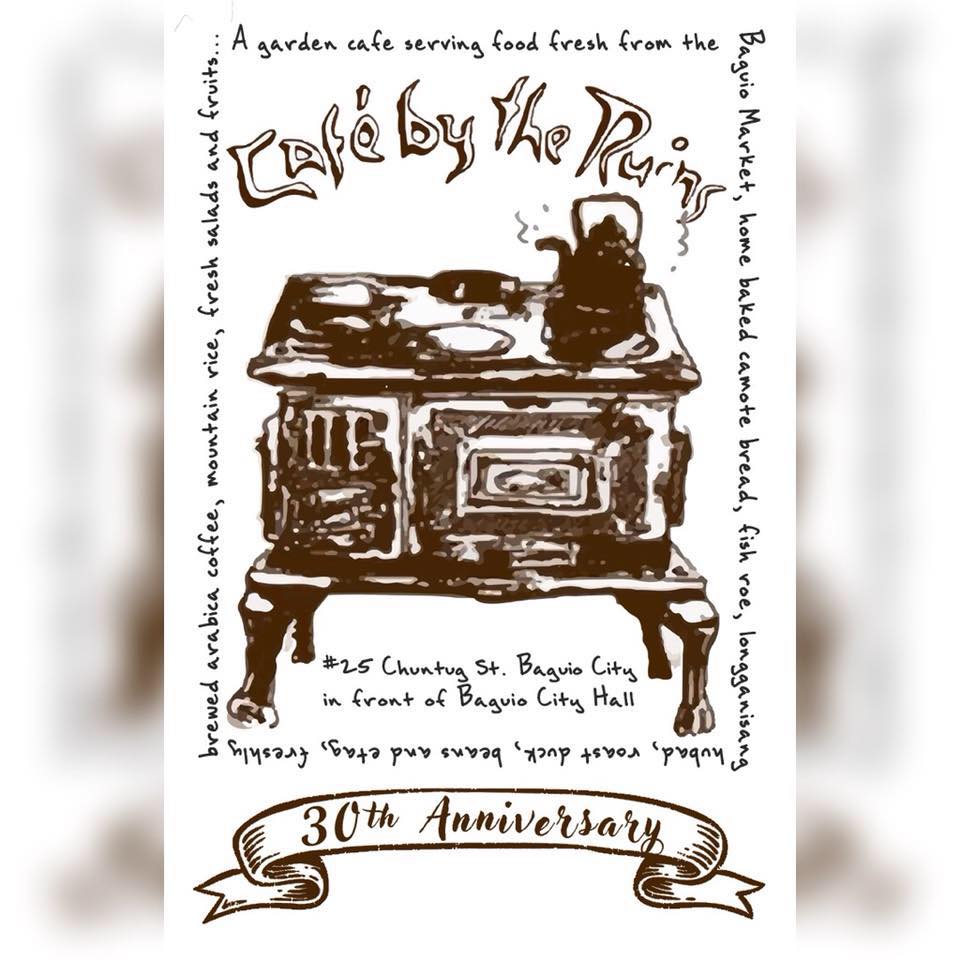 A garden cafe serving food fresh from the
Baguio Market, home baked camote bread, fish roe, longganisang
hubad, roast duck, beans and etag, freshly
brewed arabica coffee, mountain rice, fresh salads and fruits...
Café by the Ruins
#25 Chuntug St. Baguio City
in front of Baguio City Hall
30th Anniversary